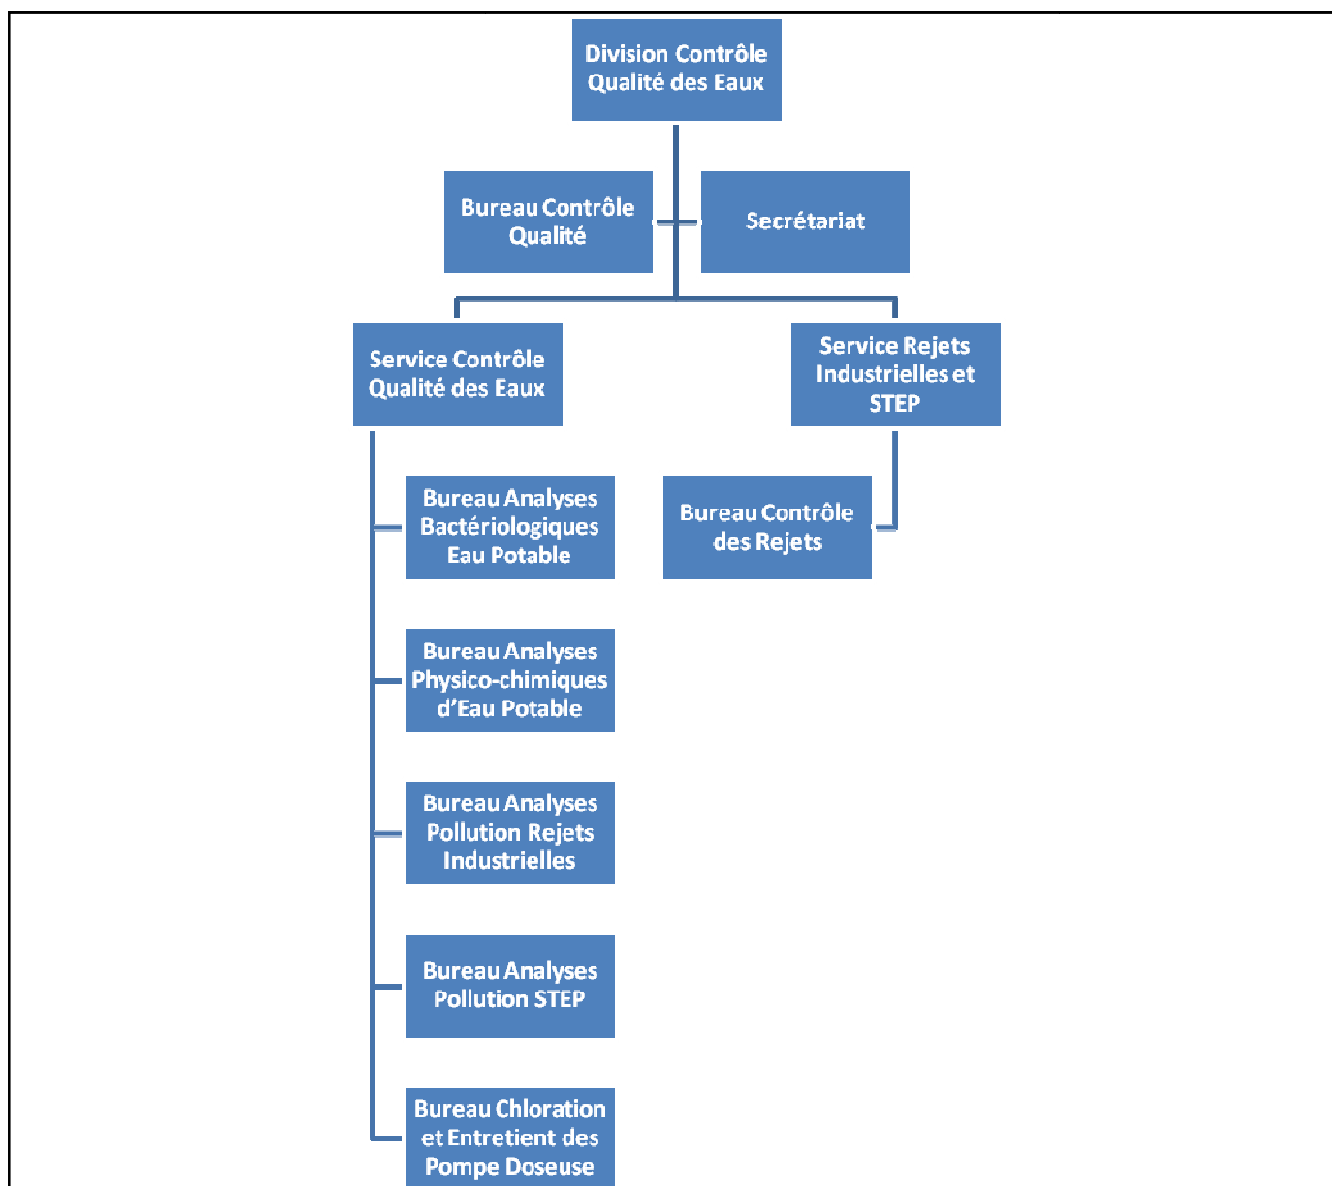 Division Contrôle
Qualité des Eaux
Bureau Contrôle
Qualité
Secrétariat
Service Contrôle
Qualité des Eaux
Service Rejets
Industrielles et
STEP
Bureau Analyses
Bactériologiques
Eau Potable
Bureau Contrôle
des Rejets
Bureau Analyses
Physico-chimiques
d'Eau Potable
Bureau Analyses
Pollution Rejets
Industrielles
Bureau Analyses
Pollution STEP
Bureau Chloration
et Entretient des
Pompe Doseuse